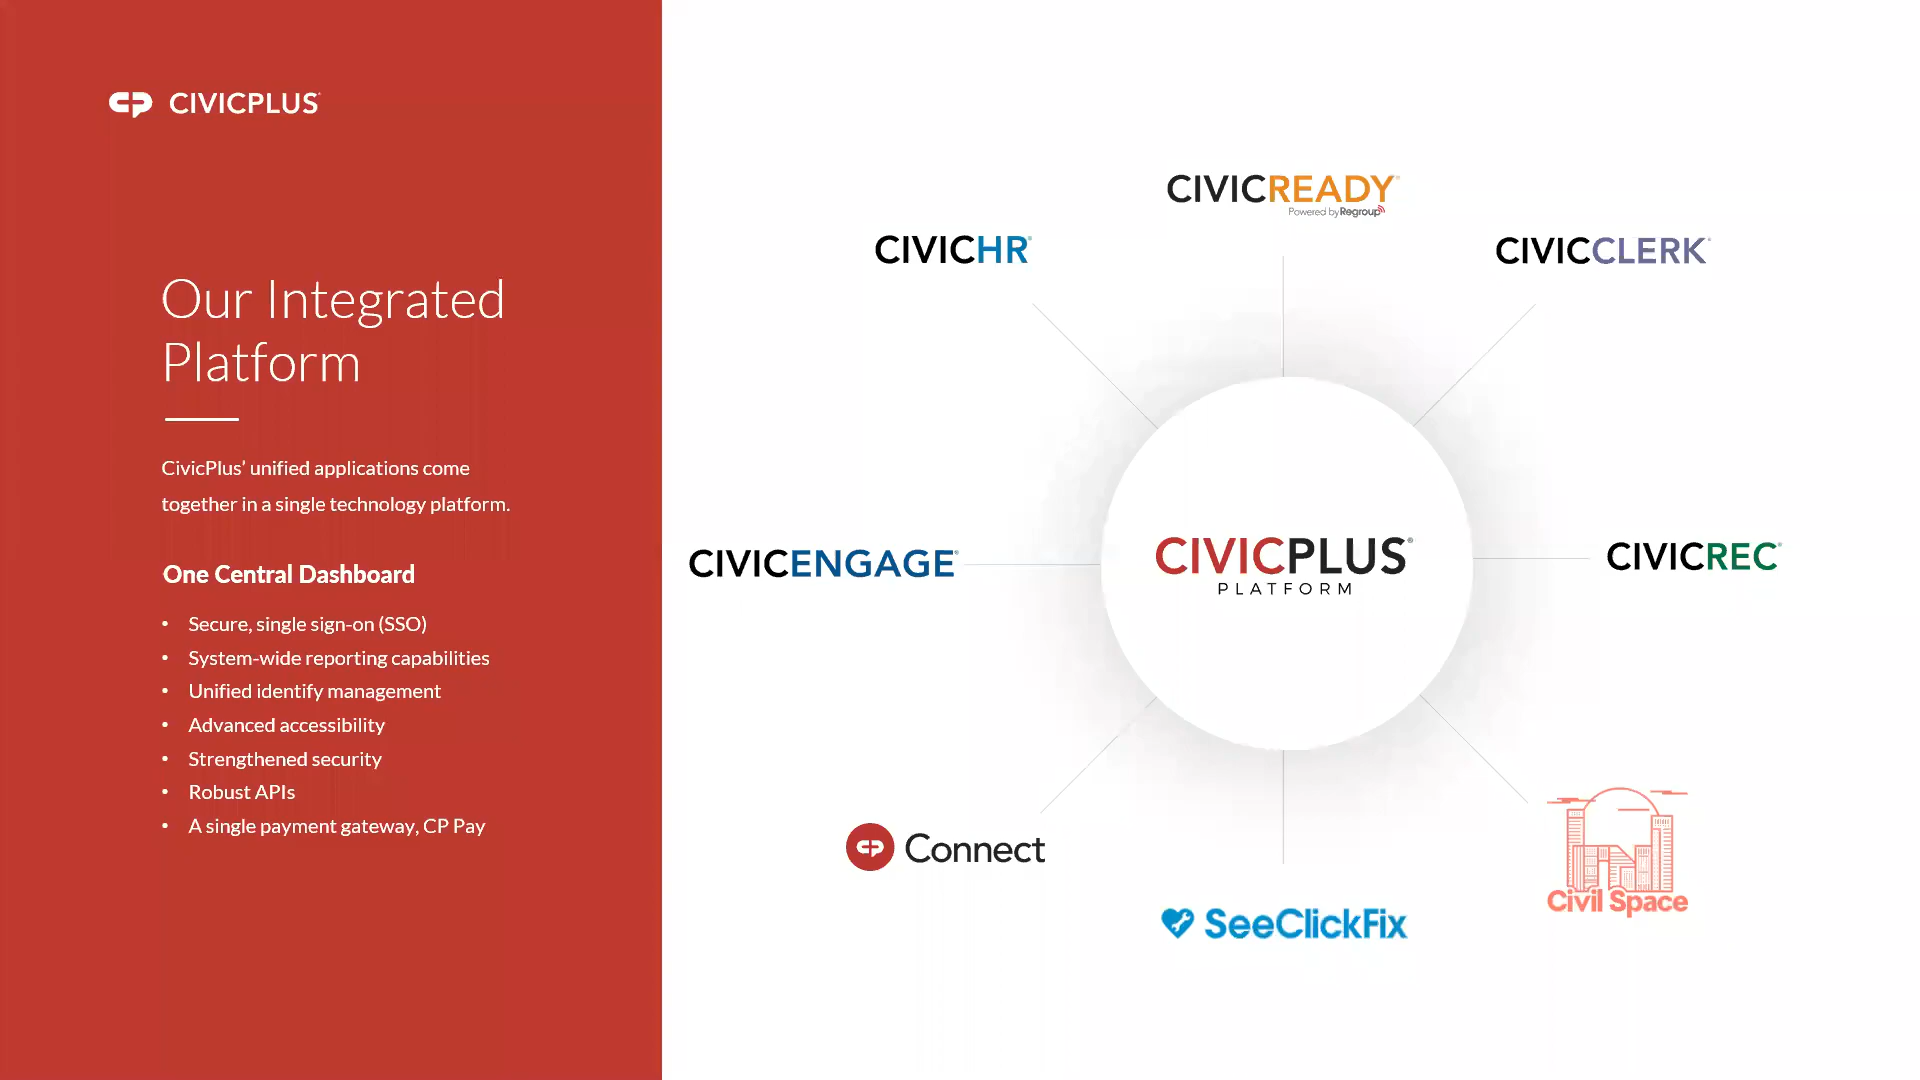 CIVICPLUS
Our Integrated
Platform
CivicPlus’ unified applications come
together in a single technology platform.
One Central Dashboard
• Secure, single sign-on (SSO)
• System-wide reporting capabilities
• Unified identify management
• Advanced accessibility
• Strengthened security
• Robust APIs
• A single payment gateway, CP Pay
CIVICREADY®
Powered by Regroup
CIVICHR®
CIVICCLERK®
CIVICENGAGE®
CIVICPLUS®
PLATFORM
CIVICREC®
Connect
SeeClickFix
Civil Space